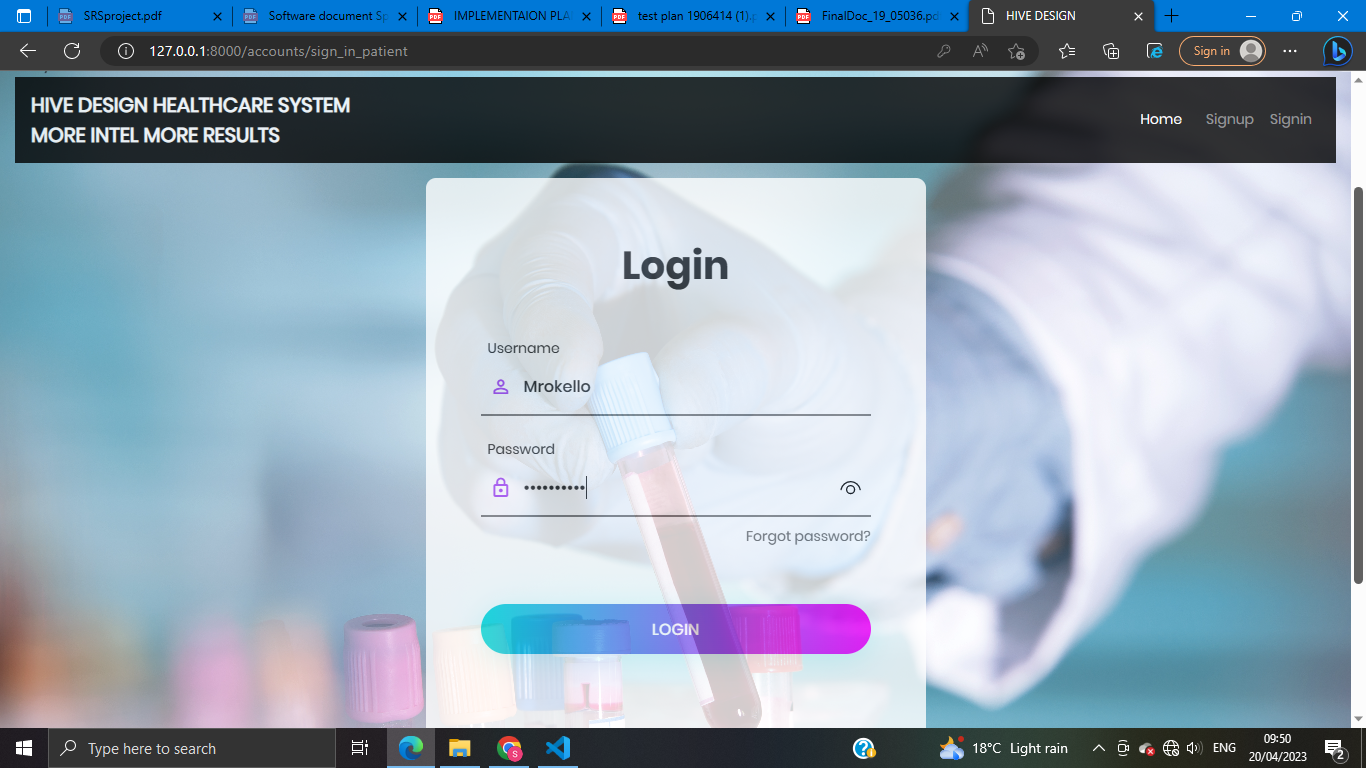 SRSproject.pdf
Software document Sp
IMPLEMENTAION PLA
test plan 1906414 (1).p
FinalDoc_19_05036.pd
HIVE DESIGN
127.0.0.1:8000/accounts/sign_in_patient
Sign in
HIVE DESIGN HEALTHCARE SYSTEM
MORE INTEL MORE RESULTS
Home
Signup
Signin
Login
Username
Mrokello
Password
••••••••••
Forgot password?
LOGIN
Type here to search
18°C Light rain
ENG
09:50
20/04/2023
2